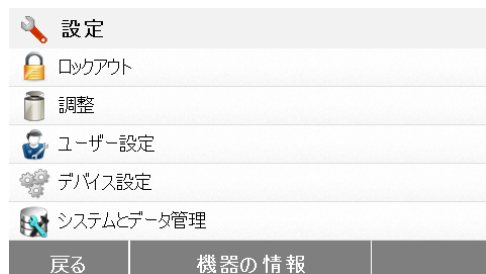 設定
ロックアウト
調整
ユーザー設定
デバイス設定
システムとデータ管理
戻る 機器の情報